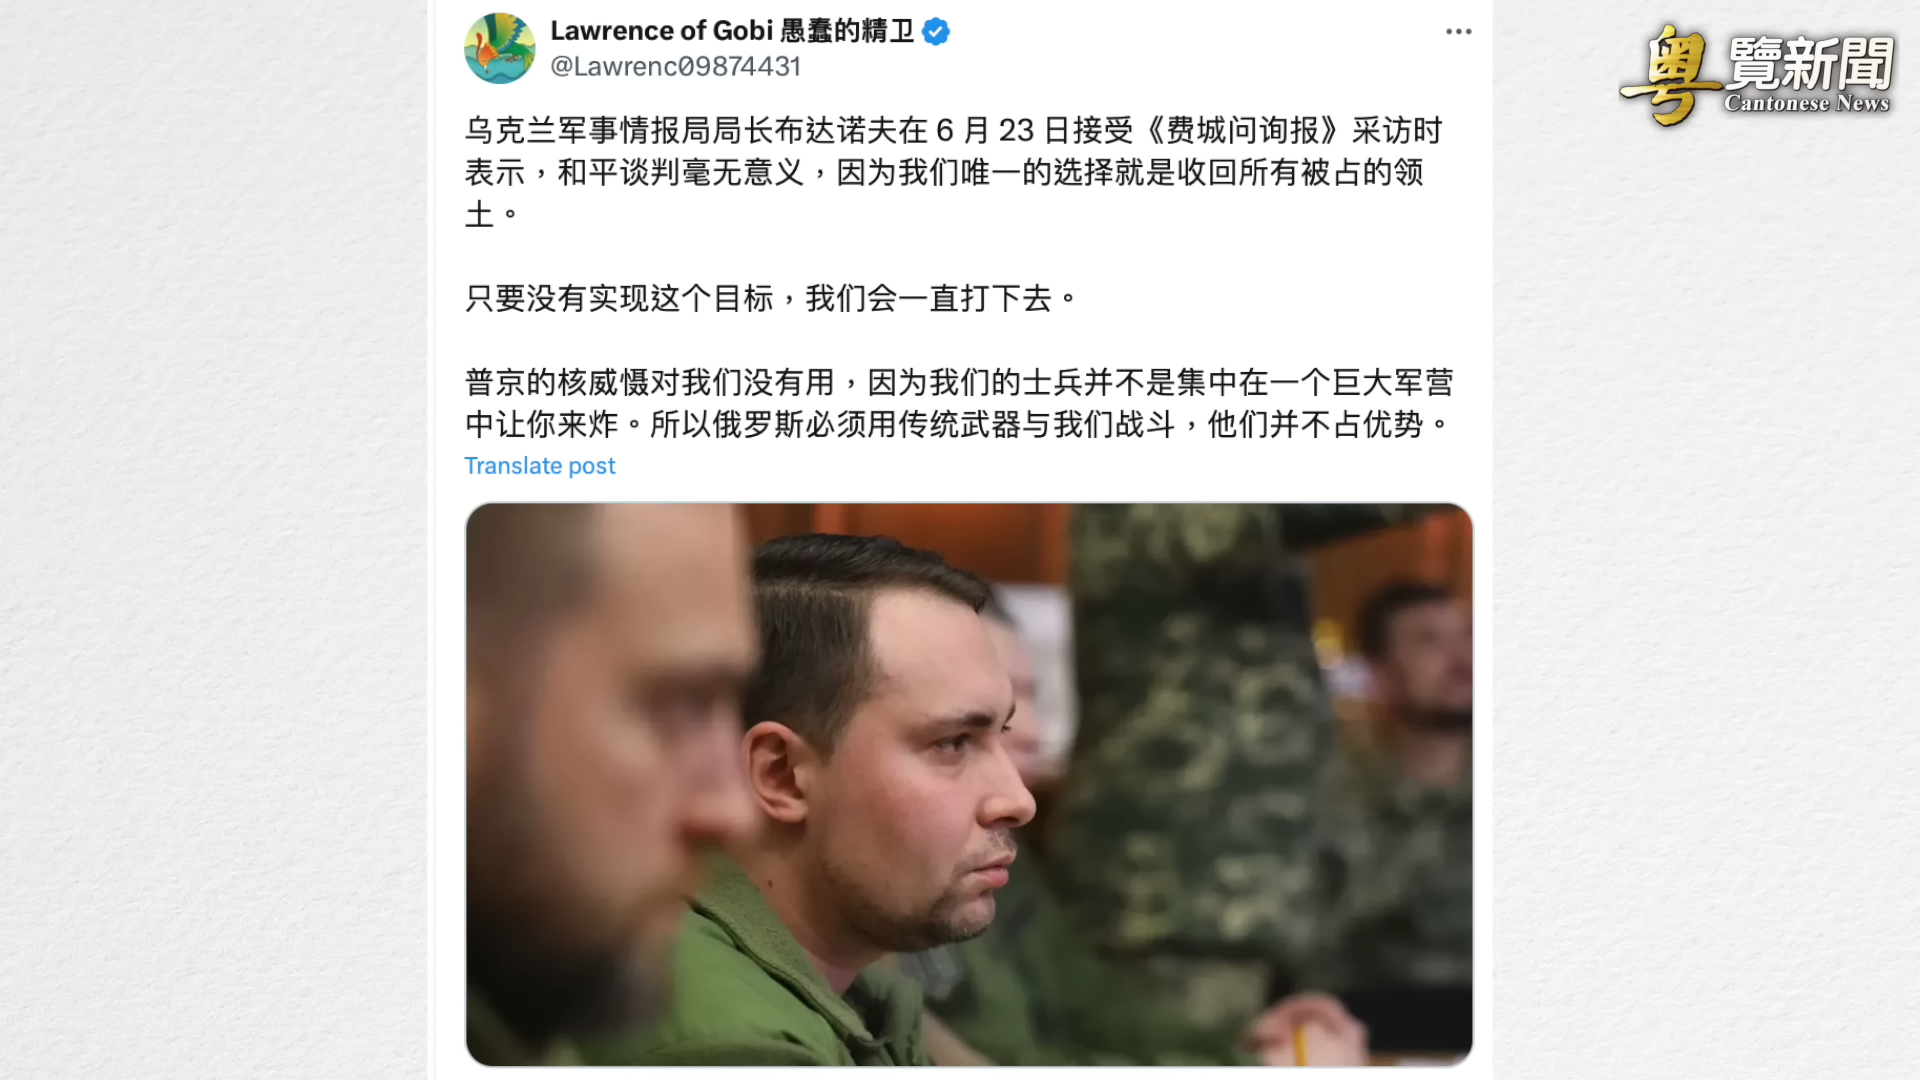 Lawrence of Gobi 愚蠢的精卫
@Lawrenc09874431
粤覽新聞
Cantonese News
乌克兰军事情报局局长布达诺夫在 6 月 23 日接受《费城问询报》采访时
表示，和平谈判毫无意义，因为我们唯一的选择就是收回所有被占的领
土。
只要没有实现这个目标，我们会一直打下去。
普京的核威慑对我们没有用，因为我们的士兵并不是集中在一个巨大军营
中让你来炸。所以俄罗斯必须用传统武器与我们战斗，他们并不占优势。
Translate post